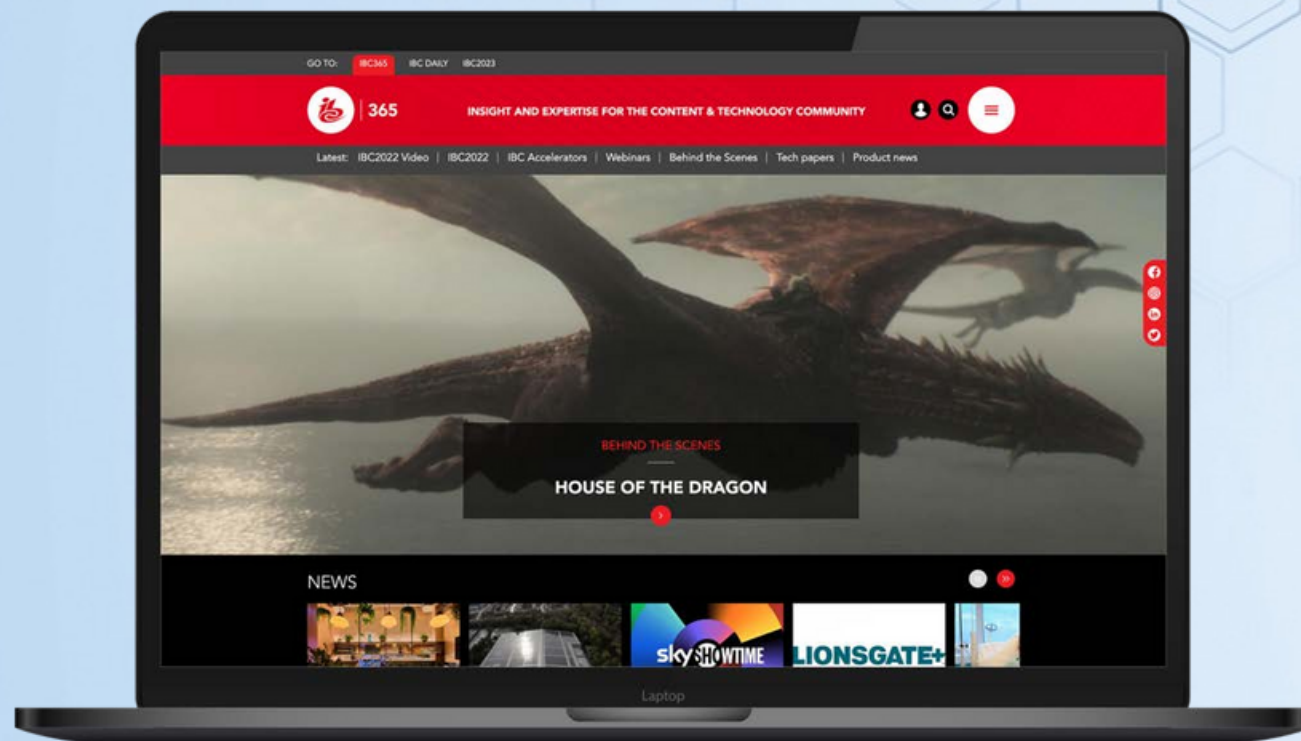 GO TO: IBC365 IBC DAILY IBC2023
ibc 365 INSIGHT AND EXPERTISE FOR THE CONTENT & TECHNOLOGY COMMUNITY
Latest: IBC2022 Video | IBC2022 | IBC Accelerators | Webinars | Behind the Scenes | Tech papers | Product news
BEHIND THE SCENES
HOUSE OF THE DRAGON
NEWS
sky SHOWTIME LIONSGATE+
Laptop